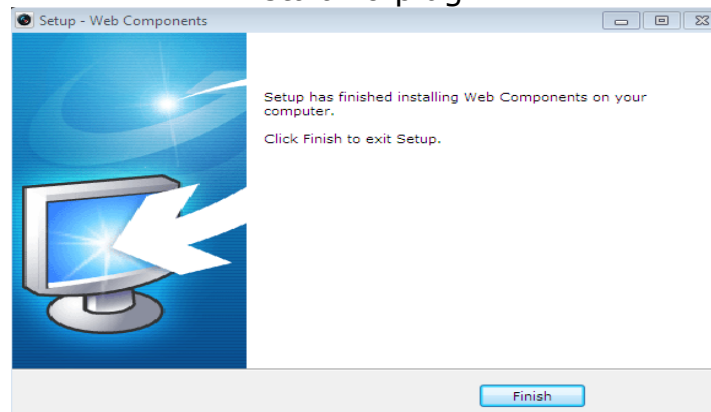 Setup - Web Components
Setup has finished installing Web Components on your
computer.
Click Finish to exit Setup.
Finish